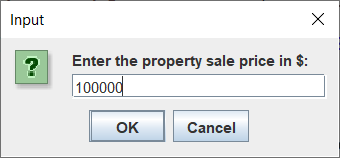 Input
?
Enter the property sale price in $:
100000
OK Cancel